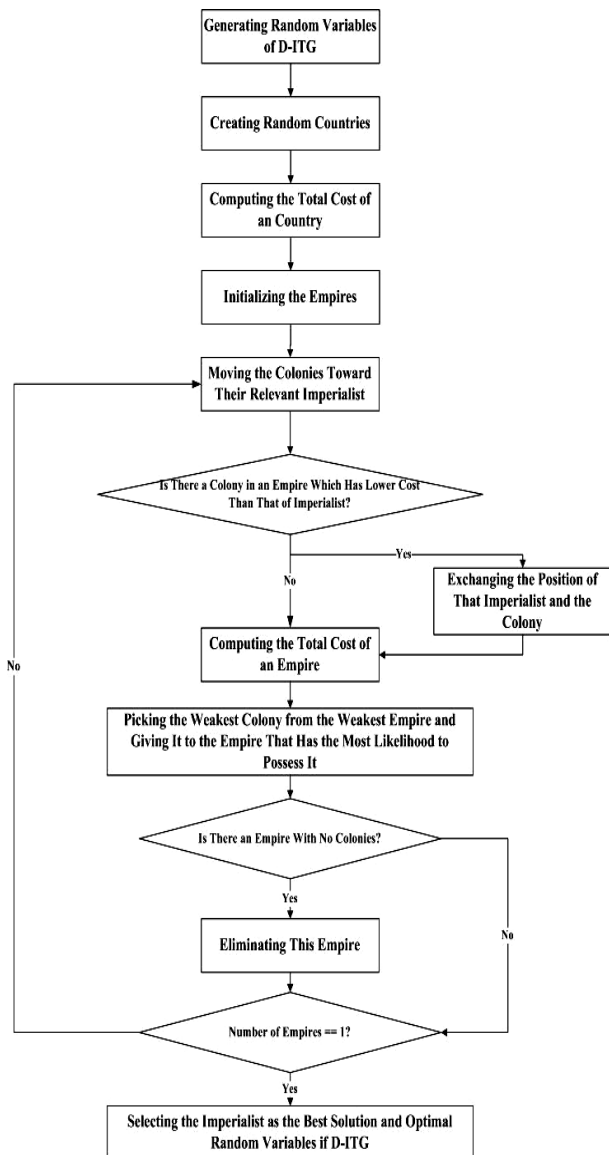 Generating Random Variables
of D-ITG
Creating Random Countries
Computing the Total Cost of
an Country
Initializing the Empires
Moving the Colonies Toward
Their Relevant Imperialist
Is There a Colony in an Empire Which Has Lower Cost
Than That of Imperialist?
Yes
No
Exchanging the Position of
That Imperialist and the
Colony
Computing the Total Cost of
an Empire
No
Picking the Weakest Colony from the Weakest Empire and
Giving It to the Empire That Has the Most Likelihood to
Possess It
Is There an Empire With No Colonies?
Yes
No
Eliminating This Empire
Number of Empires == 1?
Yes
Selecting the Imperialist as the Best Solution and Optimal
Random Variables if D-ITG